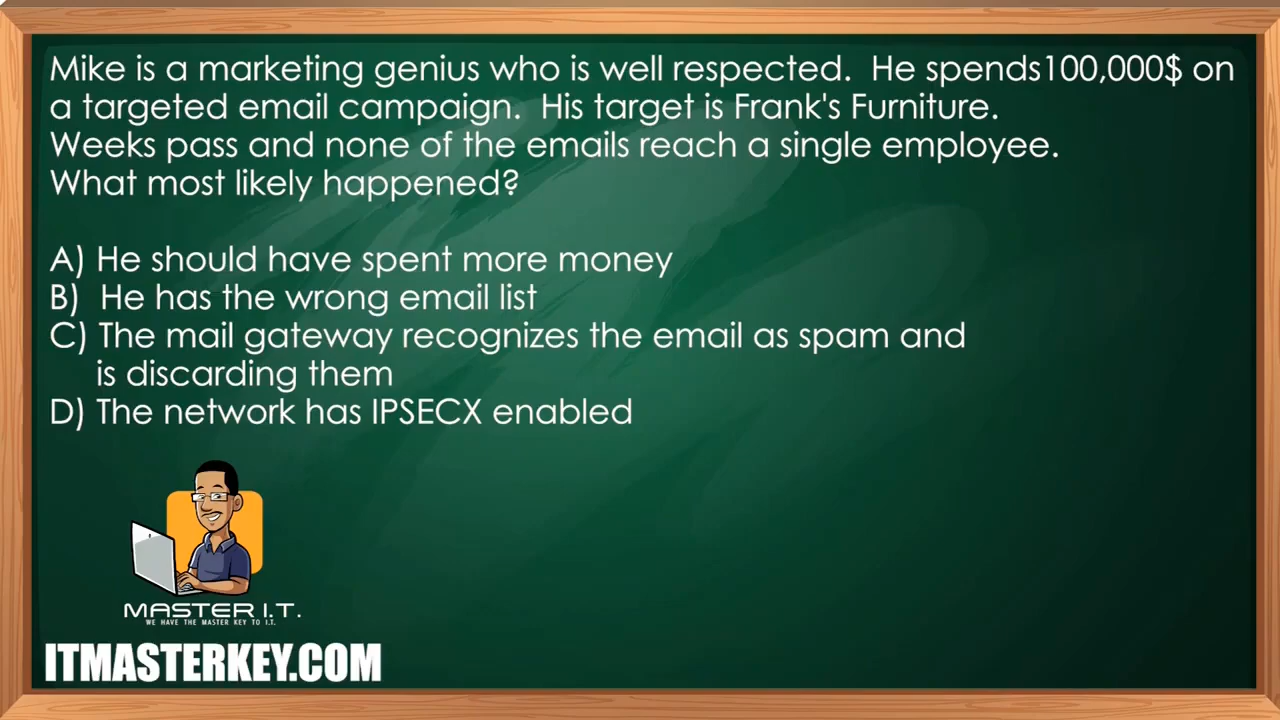 Mike is a marketing genius who is well respected.  He spends100,000$ on
a targeted email campaign.  His target is Frank's Furniture.
Weeks pass and none of the emails reach a single employee.
What most likely happened?
A) He should have spent more money
B)  He has the wrong email list
C) The mail gateway recognizes the email as spam and
is discarding them
D) The network has IPSECX enabled
MASTER I.T.
WE HAVE THE MASTER KEY TO I.T.
ITMASTERKEY.COM